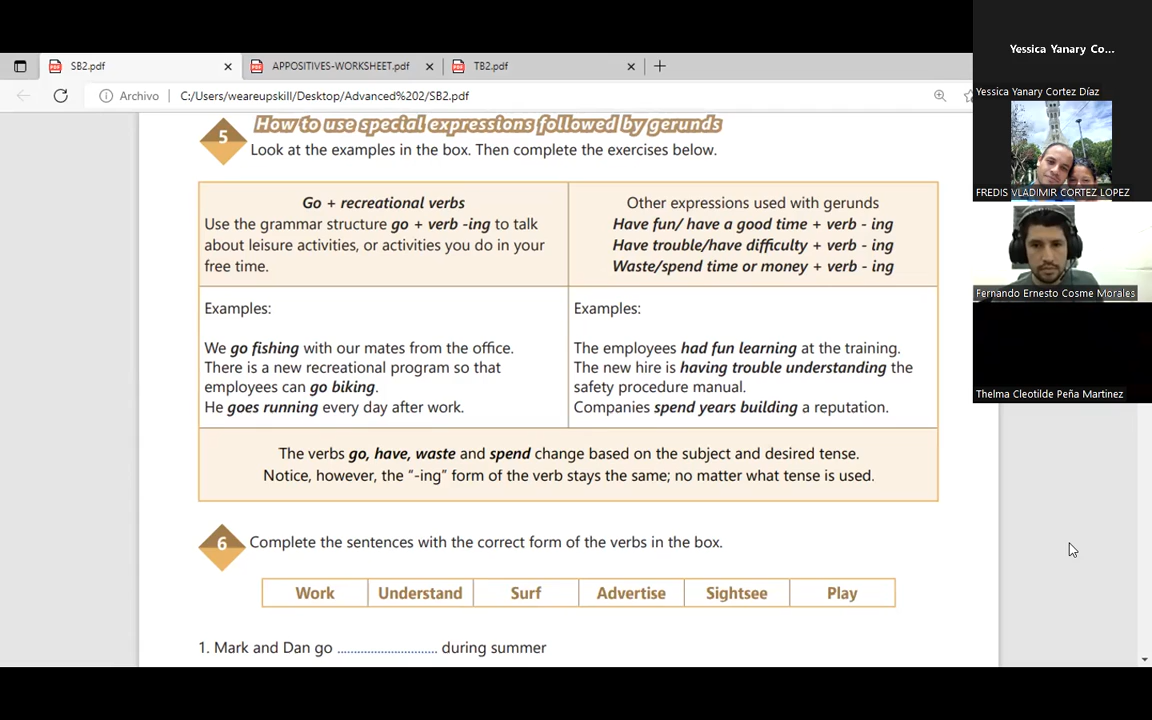 SB2.pdf
APPOSITIVES-WORKSHEET.pdf
TB2.pdf
Archivo
C:/Users/weareupskill/Desktop/Advanced%202/SB2.pdf
5
How to use special expressions followed by gerunds
Look at the examples in the box. Then complete the exercises below.
Go + recreational verbs
Use the grammar structure go + verb -ing to talk
about leisure activities, or activities you do in your
free time.
Other expressions used with gerunds
Have fun/ have a good time + verb - ing
Have trouble/have difficulty + verb - ing
Waste/spend time or money + verb - ing
Examples:
We go fishing with our mates from the office.
There is a new recreational program so that
employees can go biking.
He goes running every day after work.
Examples:
The employees had fun learning at the training.
The new hire is having trouble understanding the
safety procedure manual.
Companies spend years building a reputation.
The verbs go, have, waste and spend change based on the subject and desired tense.
Notice, however, the “-ing” form of the verb stays the same; no matter what tense is used.
6
Complete the sentences with the correct form of the verbs in the box.
Work Understand Surf Advertise Sightsee Play
1. Mark and Dan go ............................. during summer
Yessica Yanary Co...
Yessica Yanary Cortez Díaz
FREDIS VLADIMIR CORTEZ LOPEZ
Fernando Ernesto Cosme Morales
Thelma Cleotilde Peña Martinez